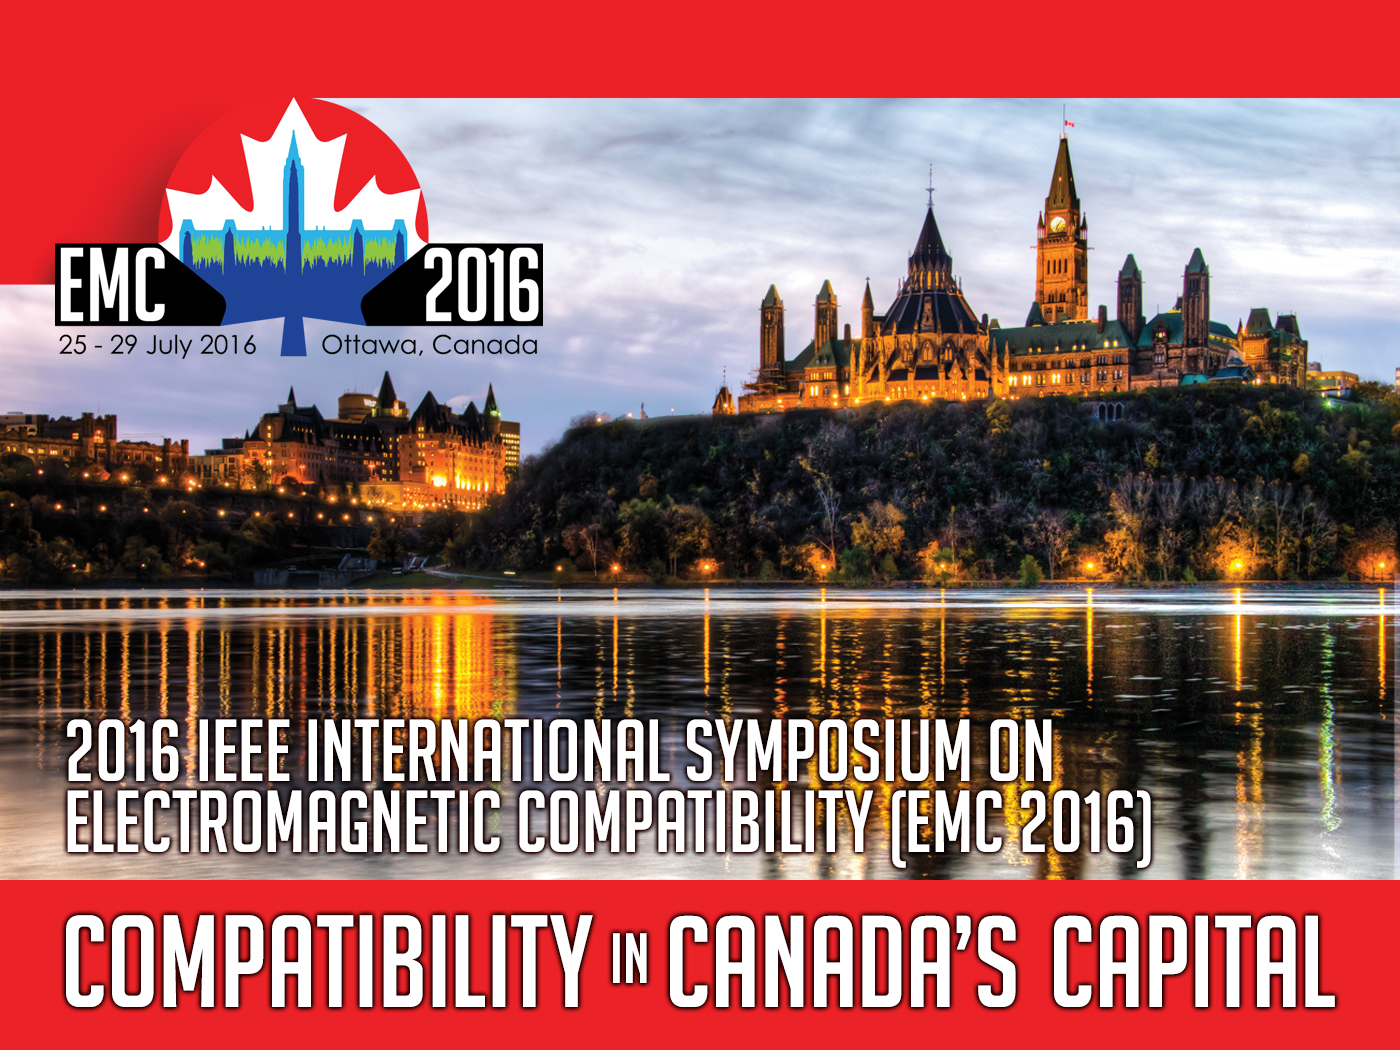 EMC 2016
25 - 29 July 2016 Ottawa, Canada
2016 IEEE INTERNATIONAL SYMPOSIUM ON
ELECTROMAGNETIC COMPATIBILITY (EMC 2016)
COMPATIBILITY IN CANADA'S CAPITAL